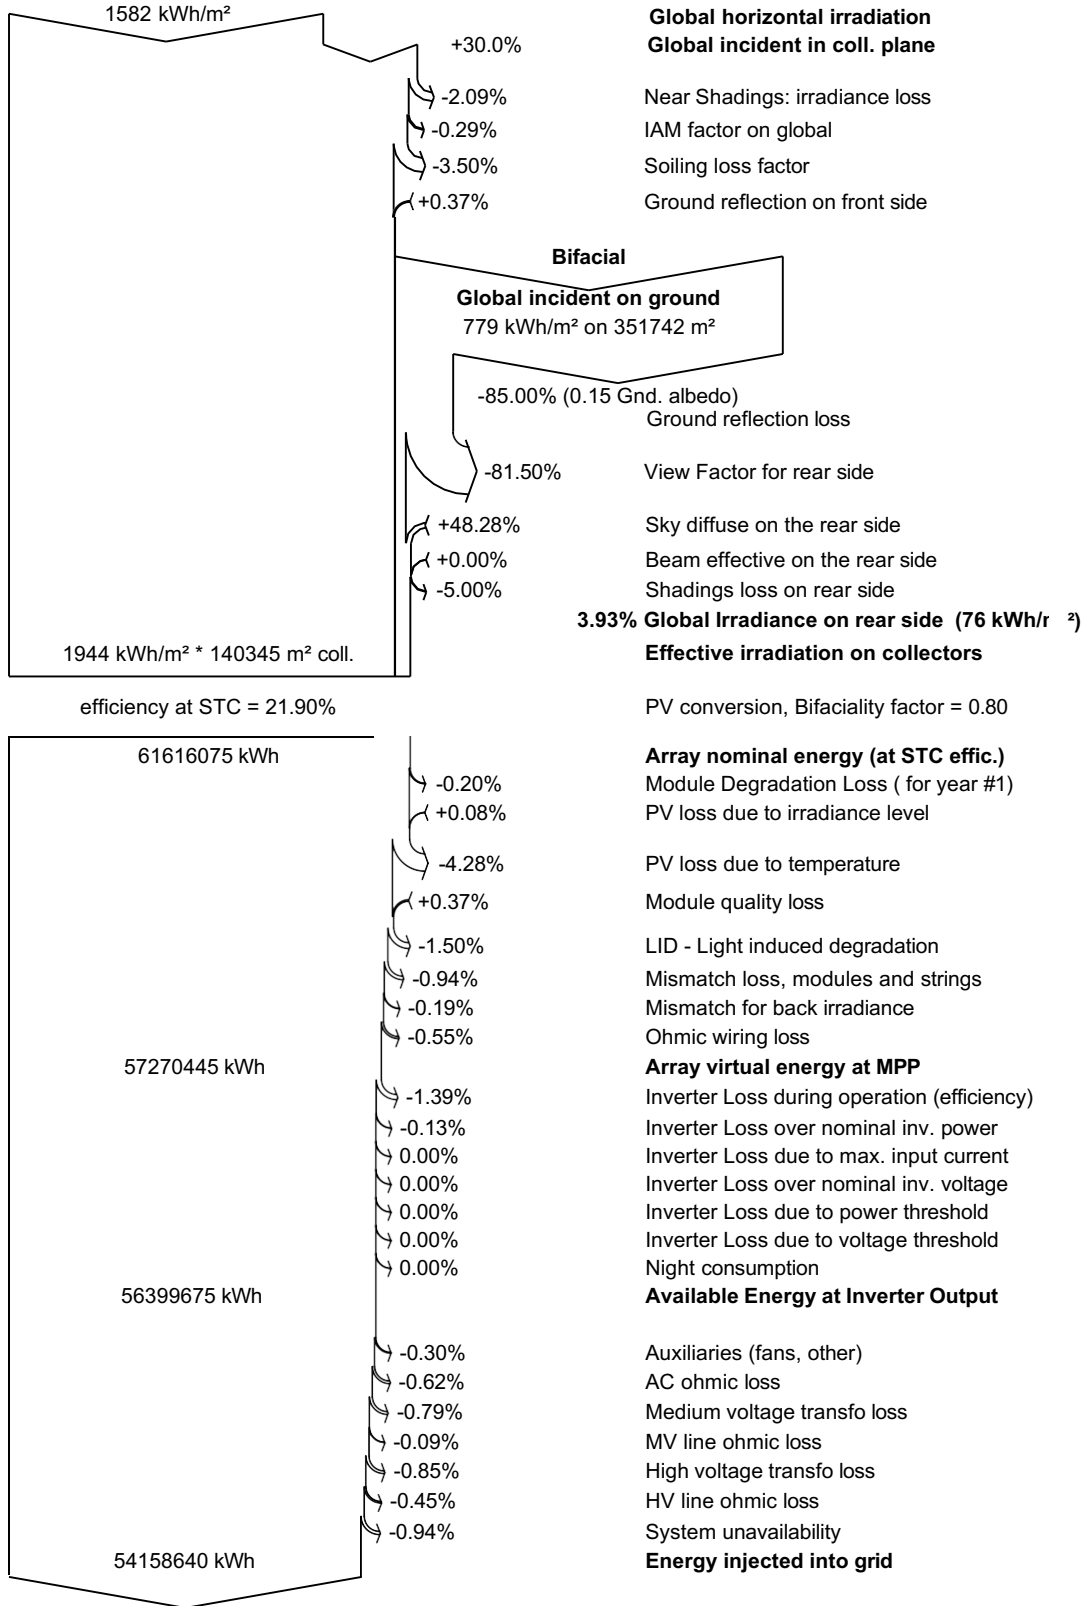 1582 kWh/m² Global horizontal irradiation
+30.0% Global incident in coll. plane
-2.09% Near Shadings: irradiance loss
-0.29% IAM factor on global
-3.50% Soiling loss factor
+0.37% Ground reflection on front side
Bifacial
Global incident on ground
779 kWh/m² on 351742 m²
-85.00% (0.15 Gnd. albedo)
Ground reflection loss
-81.50% View Factor for rear side
+48.28% Sky diffuse on the rear side
+0.00% Beam effective on the rear side
-5.00% Shadings loss on rear side
3.93% Global Irradiance on rear side (76 kWh/r ²)
1944 kWh/m² * 140345 m² coll. Effective irradiation on collectors
efficiency at STC = 21.90% PV conversion, Bifaciality factor = 0.80
61616075 kWh Array nominal energy (at STC effic.)
-0.20% Module Degradation Loss ( for year #1)
+0.08% PV loss due to irradiance level
-4.28% PV loss due to temperature
+0.37% Module quality loss
-1.50% LID - Light induced degradation
-0.94% Mismatch loss, modules and strings
-0.19% Mismatch for back irradiance
-0.55% Ohmic wiring loss
57270445 kWh Array virtual energy at MPP
-1.39% Inverter Loss during operation (efficiency)
-0.13% Inverter Loss over nominal inv. power
0.00% Inverter Loss due to max. input current
0.00% Inverter Loss over nominal inv. voltage
0.00% Inverter Loss due to power threshold
0.00% Inverter Loss due to voltage threshold
0.00% Night consumption
56399675 kWh Available Energy at Inverter Output
-0.30% Auxiliaries (fans, other)
-0.62% AC ohmic loss
-0.79% Medium voltage transfo loss
-0.09% MV line ohmic loss
-0.85% High voltage transfo loss
-0.45% HV line ohmic loss
-0.94% System unavailability
54158640 kWh Energy injected into grid